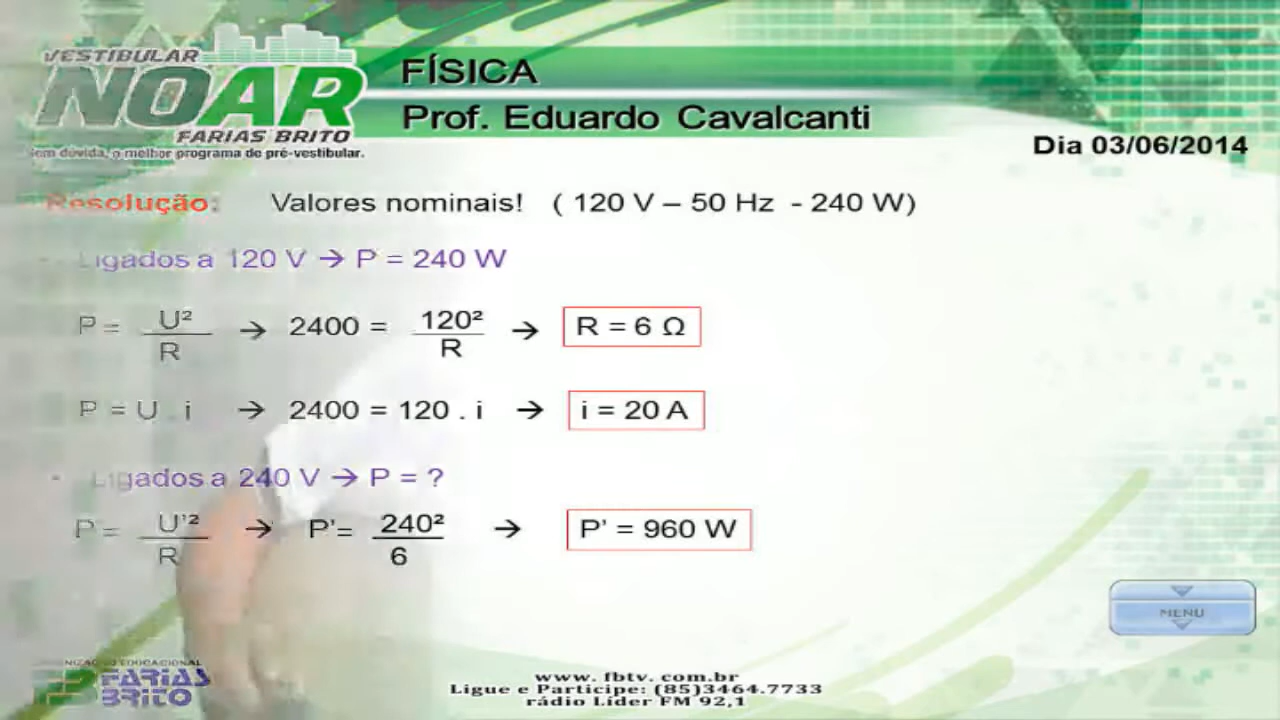 VESTIBULAR
NOAR
FARIAS BRITO
Sem dúvida, o melhor programa de pré-vestibular.
FÍSICA
Prof. Eduardo Cavalcanti
Dia 03/06/2014
Resolução: Valores nominais! ( 120 V – 50 Hz - 240 W)
- Ligados a 120 V → P = 240 W
P = U² / R → 2400 = 120² / R → R = 6 Ω
P = U . i → 2400 = 120 . i → i = 20 A
- Ligados a 240 V → P = ?
P = U'² / R → P'= 240² / 6 → P' = 960 W
MENU
EDUCACIONAL
FB FARIAS
BRITO
www. fbtv. com.br
Ligue e Participe: (85)3464.7733
rádio Líder FM 92,1